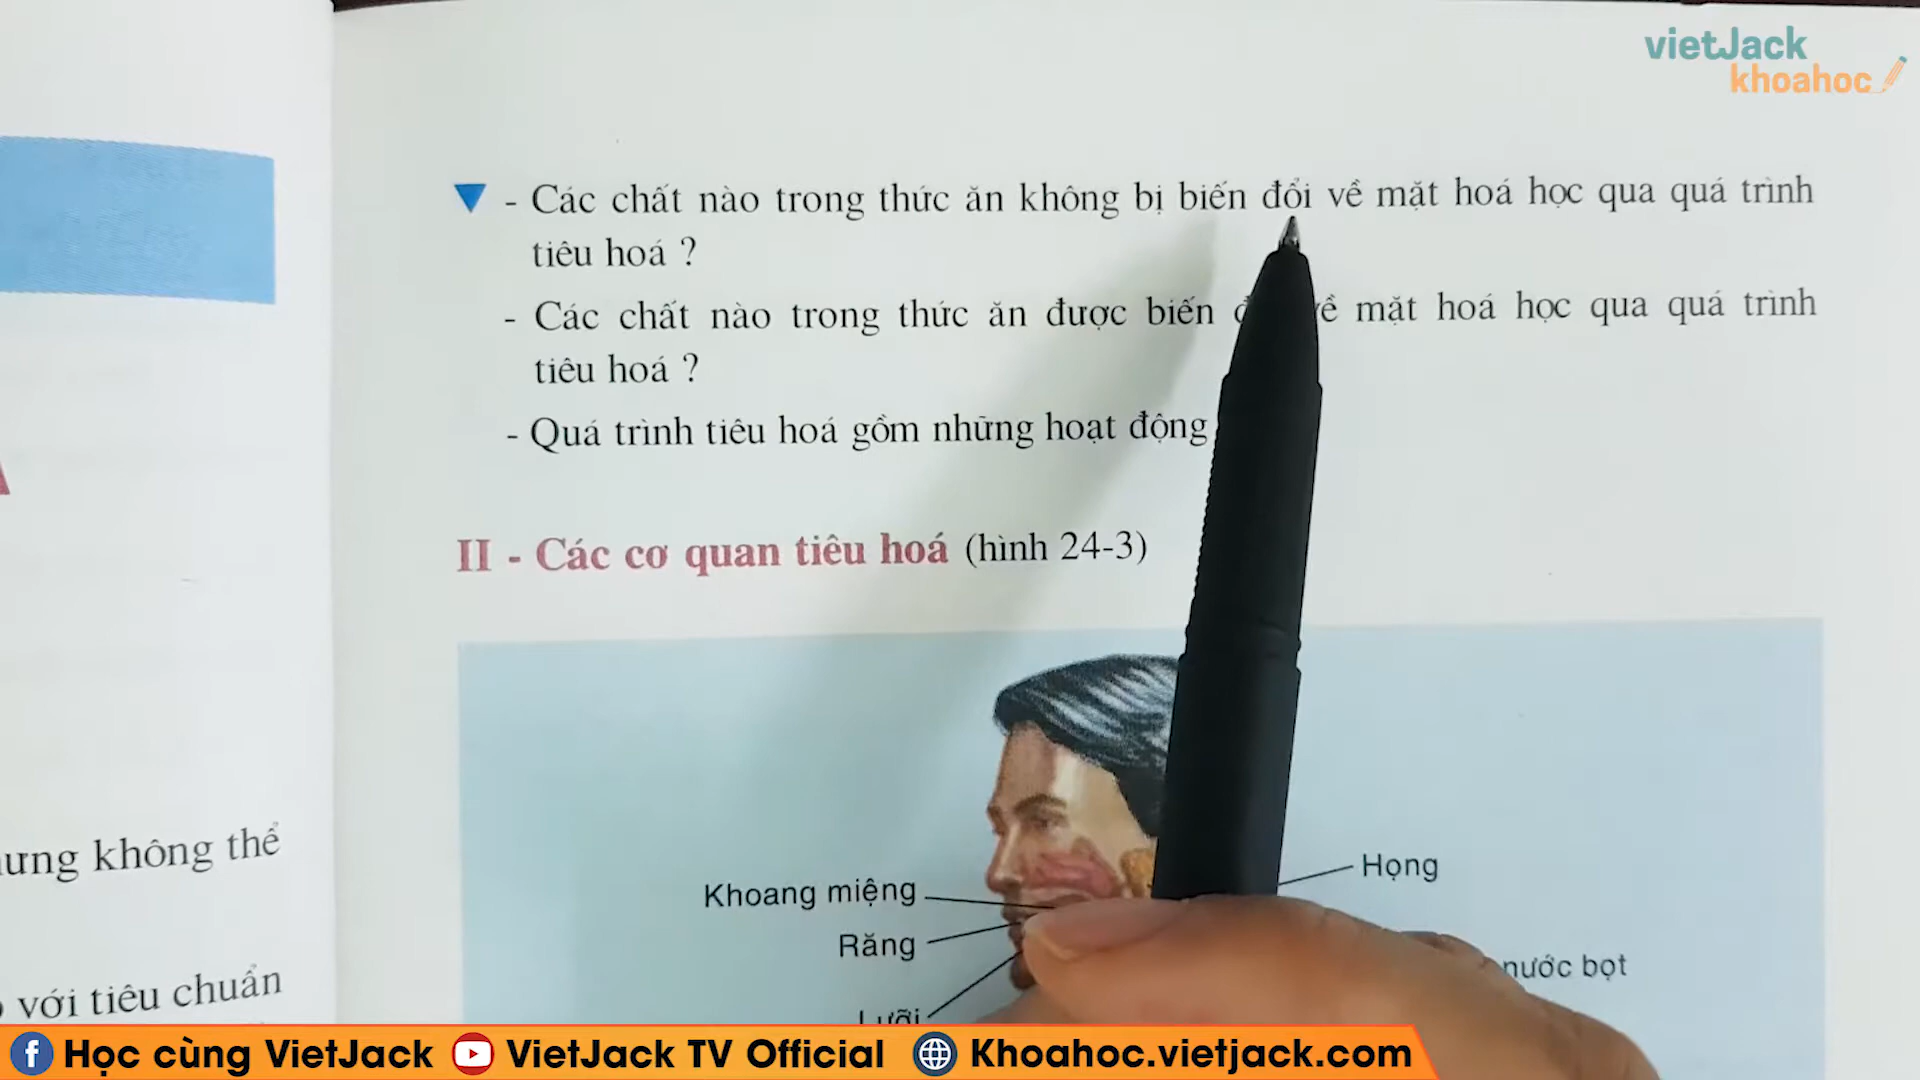 vietJack
khoahoc
- Các chất nào trong thức ăn không bị biến đổi về mặt hoá học qua quá trình
tiêu hoá ?
- Các chất nào trong thức ăn được biến về mặt hoá học qua quá trình
tiêu hoá ?
- Quá trình tiêu hoá gồm những hoạt động
II - Các cơ quan tiêu hoá (hình 24-3)
không thể
Khoang miệng
Họng
Răng
nước bọt
với tiêu chuẩn
Lưỡi
Học cùng VietJack VietJack TV Official Khoahoc.vietjack.com